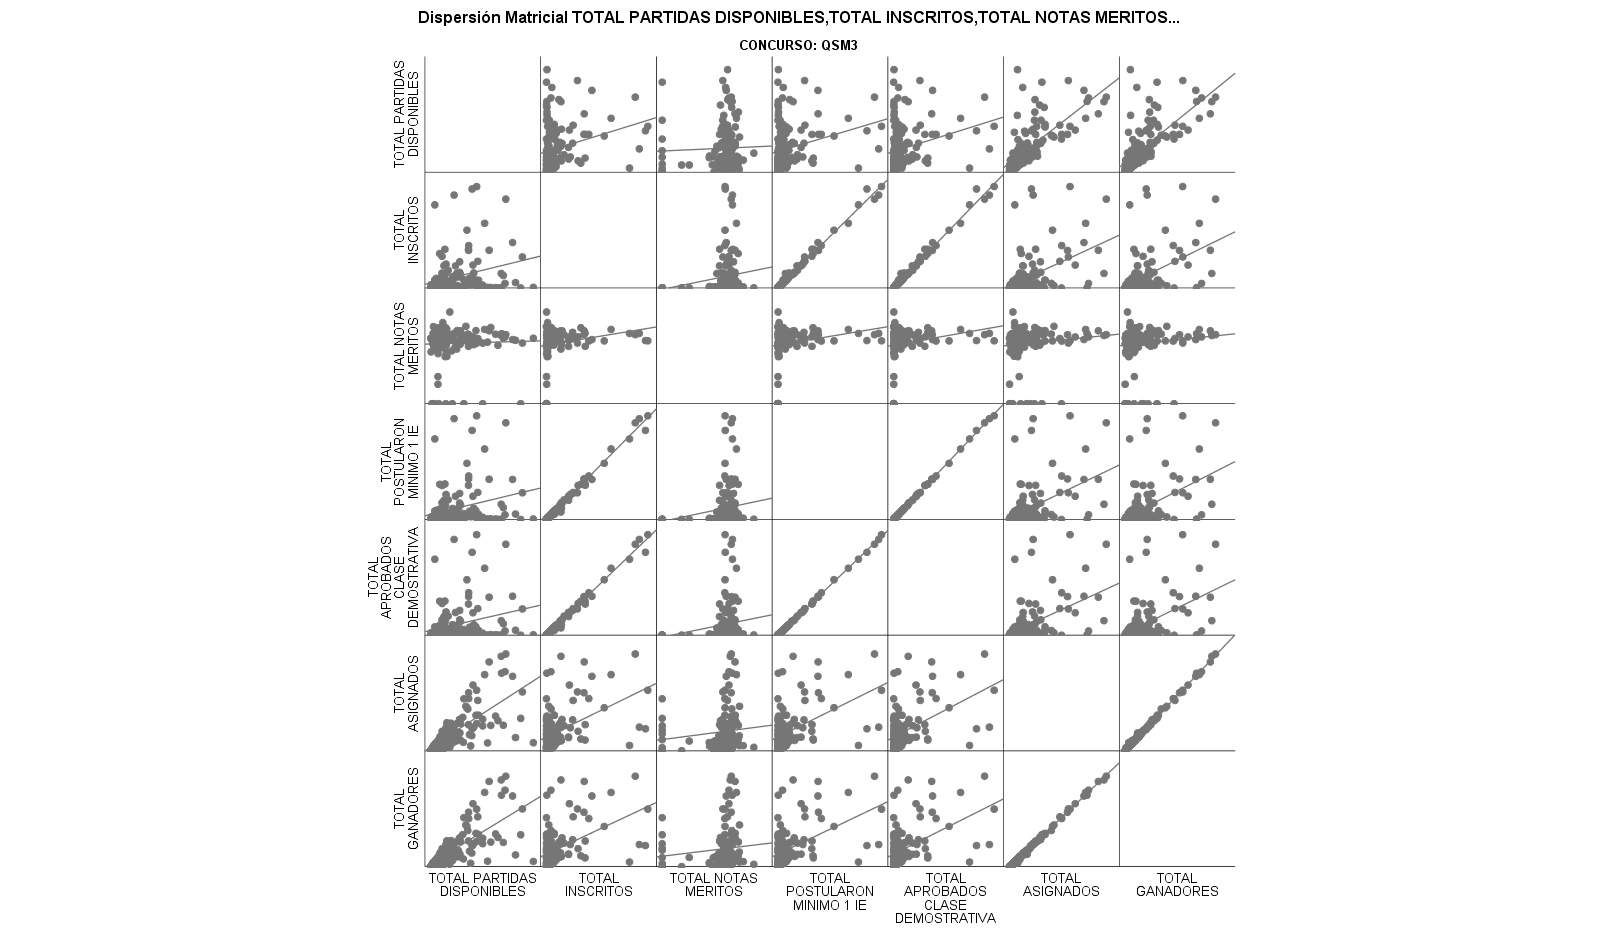 Dispersión Matricial TOTAL PARTIDAS DISPONIBLES,TOTAL INSCRITOS,TOTAL NOTAS MERITOS...
CONCURSO: QSM3
TOTAL PARTIDAS
DISPONIBLES
TOTAL
INSCRITOS
TOTAL NOTAS
MERITOS
TOTAL
POSTULARON
MINIMO 1 IE
TOTAL
APROBADOS
CLASE
DEMOSTRATIVA
TOTAL
ASIGNADOS
TOTAL
GANADORES
TOTAL PARTIDAS
DISPONIBLES
TOTAL
INSCRITOS
TOTAL NOTAS
MERITOS
TOTAL
POSTULARON
MINIMO 1 IE
TOTAL
APROBADOS
CLASE
DEMOSTRATIVA
TOTAL
ASIGNADOS
TOTAL
GANADORES